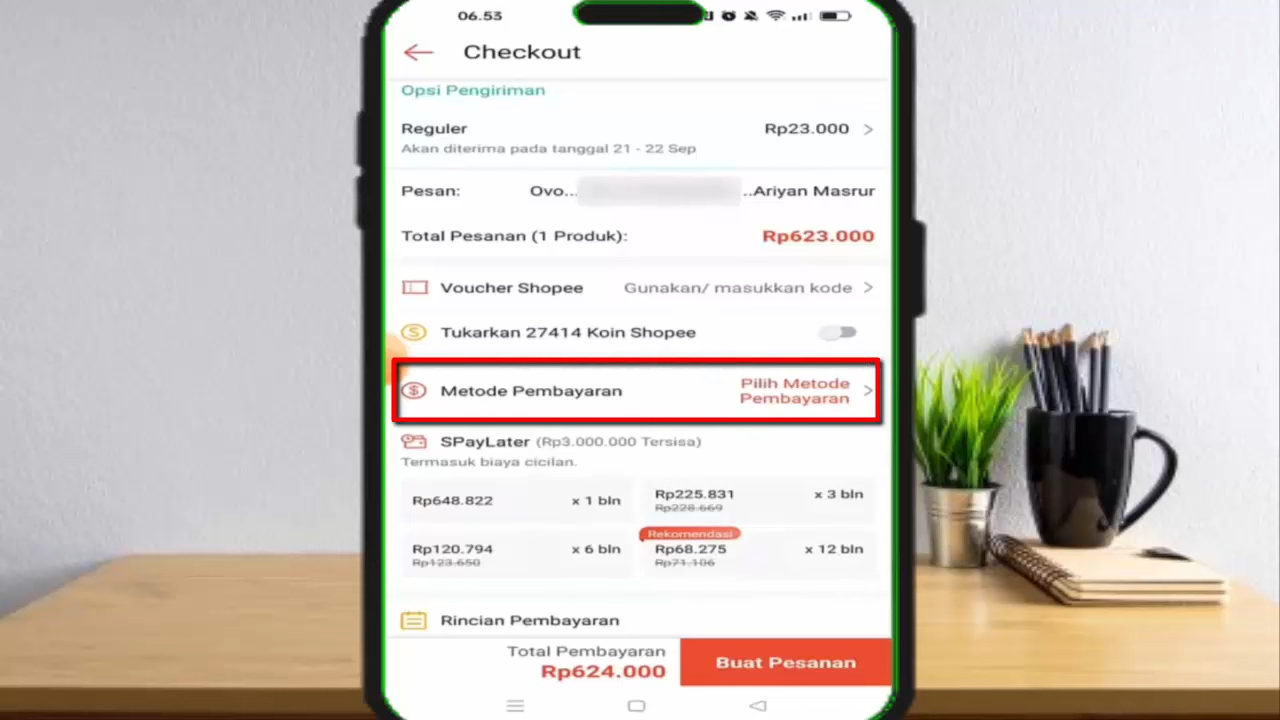 06.53
Checkout
Opsi Pengiriman
Reguler Rp23.000
Akan diterima pada tanggal 21 - 22 Sep
Pesan: Ovo... ..Ariyan Masrur
Total Pesanan (1 Produk): Rp623.000
Voucher Shopee Gunakan/ masukkan kode
Tukarkan 27414 Koin Shopee
Metode Pembayaran Pilih Metode
Pembayaran
SPayLater (Rp3.000.000 Tersisa)
Termasuk biaya cicilan.
Rp648.822 x 1 bln
Rp225.831 x 3 bln
Rp228.669
Rp120.794 x 6 bln
Rp123.650
Rekomendasi
Rp68.275 x 12 bln
Rp71.106
Rincian Pembayaran
Total Pembayaran
Rp624.000
Buat Pesanan